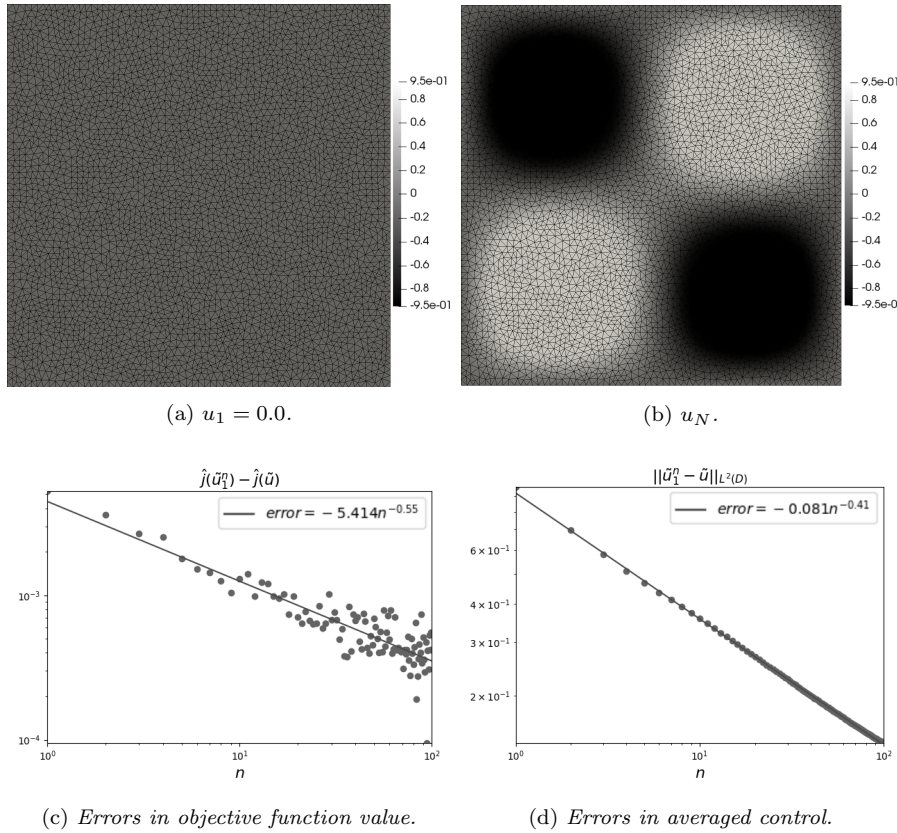 9.5e-01
0.8
0.6
0.4
0.2
0
-0.2
-0.4
-0.6
-0.8
-9.5e-01
9.5e-01
0.8
0.6
0.4
0.2
0
-0.2
-0.4
-0.6
-0.8
-9.5e-01
(a) u₁ = 0.0.
(b) u_N.
ĵ(ũ₁ⁿ) − ĵ(ũ)
error = − 5.414n^{−0.55}
10⁻³
10⁻⁴
10⁰
10¹
10²
n
||ũ₁ⁿ − ũ||_{L²(D)}
error = − 0.081n^{−0.41}
6 × 10⁻¹
4 × 10⁻¹
3 × 10⁻¹
2 × 10⁻¹
10⁰
10¹
10²
n
(c) Errors in objective function value.
(d) Errors in averaged control.